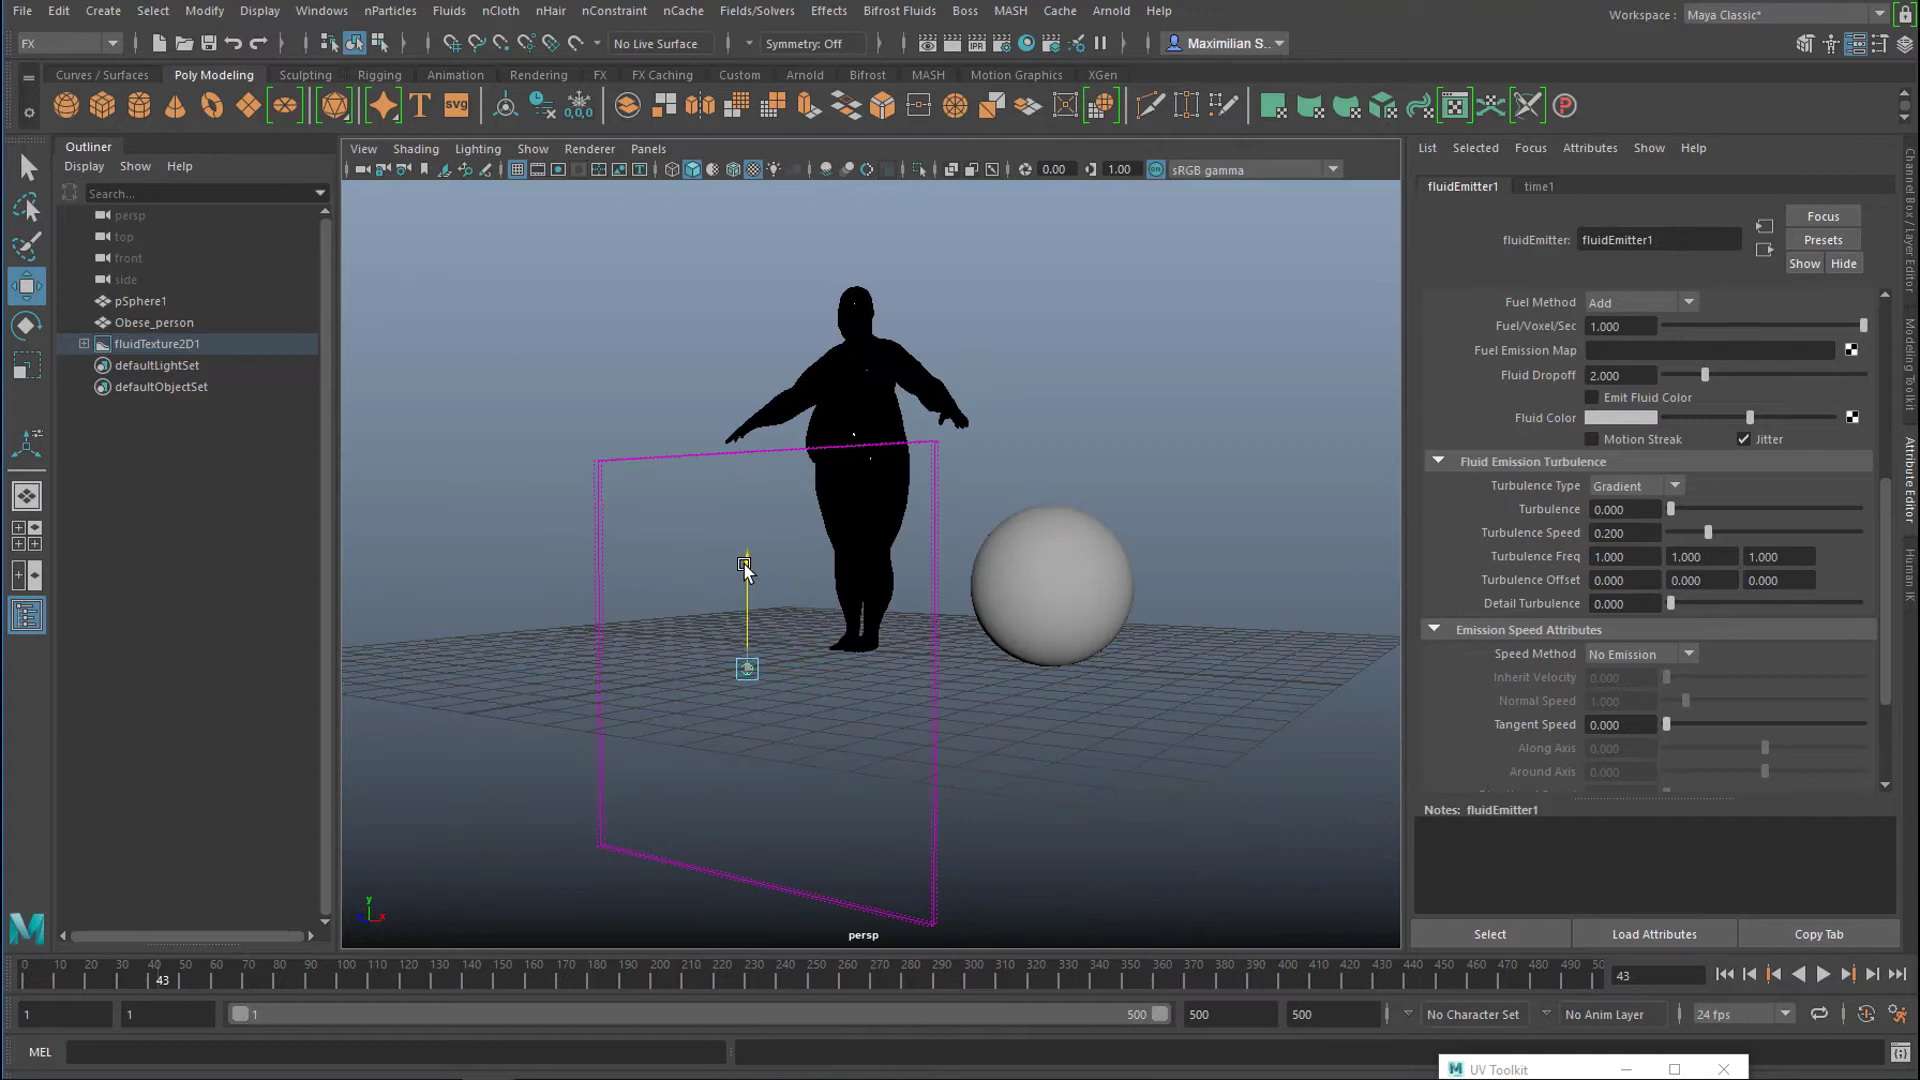 File Edit Create Select Modify Display Windows nParticles Fluids nCloth nHair nConstraint nCache Fields/Solvers Effects Bifrost Fluids Boss MASH Cache Arnold Help
Workspace : Maya Classic*
FX
No Live Surface
Symmetry: Off
Maximilian S..
Curves / Surfaces Poly Modeling Sculpting Rigging Animation Rendering FX FX Caching Custom Arnold Bifrost MASH Motion Graphics XGen
T svg 0,0,0 P
Outliner
Display Show Help
Search...
persp
top
front
side
pSphere1
Obese_person
fluidTexture2D1
defaultLightSet
defaultObjectSet
View Shading Lighting Show Renderer Panels
0.00 1.00 ON sRGB gamma
y
x
persp
List Selected Focus Attributes Show Help
fluidEmitter1 time1
fluidEmitter: fluidEmitter1
Focus
Presets
Show Hide
Fuel Method Add
Fuel/Voxel/Sec 1.000
Fuel Emission Map
Fluid Dropoff 2.000
Emit Fluid Color
Fluid Color
Motion Streak Jitter
Fluid Emission Turbulence
Turbulence Type Gradient
Turbulence 0.000
Turbulence Speed 0.200
Turbulence Freq 1.000 1.000 1.000
Turbulence Offset 0.000 0.000 0.000
Detail Turbulence 0.000
Emission Speed Attributes
Speed Method No Emission
Inherit Velocity 0.000
Normal Speed 1.000
Tangent Speed 0.000
Along Axis 0.000
Around Axis 0.000
Notes: fluidEmitter1
Select Load Attributes Copy Tab
Channel Box / Layer Editor
Modeling Toolkit
Attribute Editor
Human IK
0 10 20 30 40 50 60 70 80 90 100 110 120 130 140 150 160 170 180 190 200 210 220 230 240 250 260 270 280 290 300 310 320 330 340 350 360 370 380 390 400 410 420 430 440 450 460 470 480 490 50
43
43
1 1 1 500 500 500 No Character Set No Anim Layer 24 fps
MEL
UV Toolkit